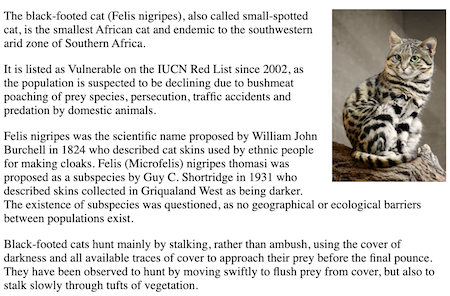 The black-footed cat (Felis nigripes), also called small-spotted
cat, is the smallest African cat and endemic to the southwestern
arid zone of Southern Africa.
It is listed as Vulnerable on the IUCN Red List since 2002, as
the population is suspected to be declining due to bushmeat
poaching of prey species, persecution, traffic accidents and
predation by domestic animals.
Felis nigripes was the scientific name proposed by William John
Burchell in 1824 who described cat skins used by ethnic people
for making cloaks. Felis (Microfelis) nigripes thomasi was
proposed as a subspecies by Guy C. Shortridge in 1931 who
described skins collected in Griqualand West as being darker.
The existence of subspecies was questioned, as no geographical or ecological barriers
between populations exist.
Black-footed cats hunt mainly by stalking, rather than ambush, using the cover of
darkness and all available traces of cover to approach their prey before the final pounce.
They have been observed to hunt by moving swiftly to flush prey from cover, but also to
stalk slowly through tufts of vegetation.